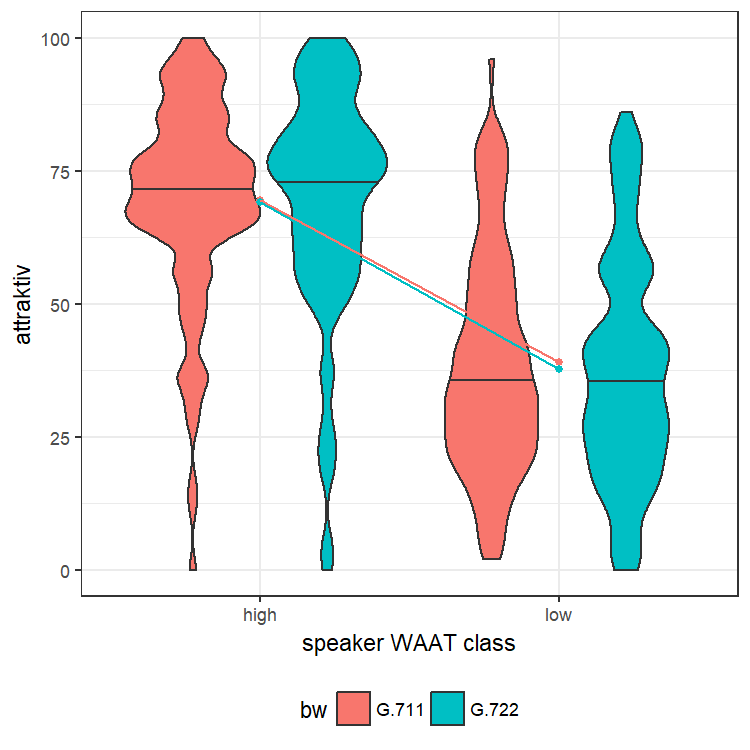 100
75
50
25
0
attraktiv
high low
speaker WAAT class
bw G.711 G.722